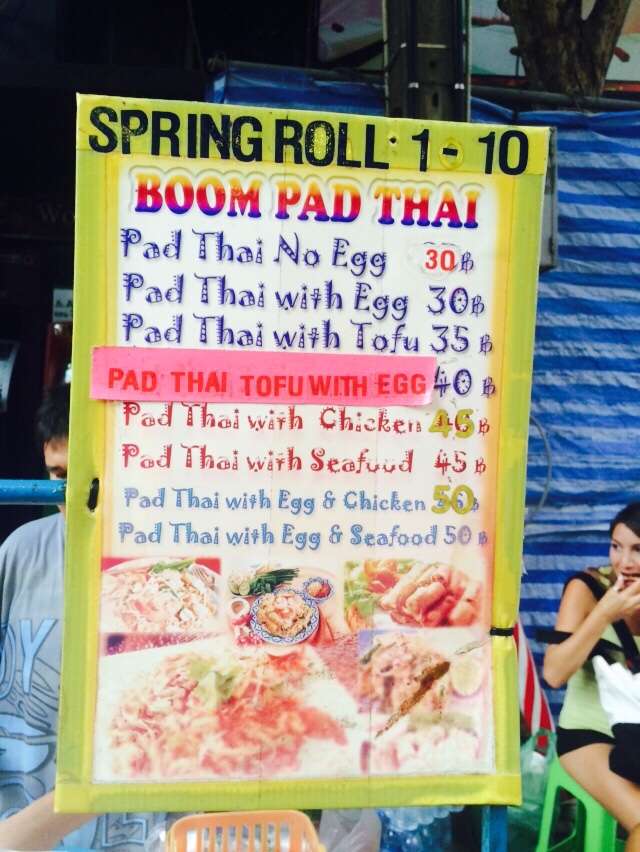 SPRING ROLL 1-10
BOOM PAD THAI
Pad Thai No Egg 30฿
Pad Thai with Egg 30฿
Pad Thai with Tofu 35฿
PAD THAI TOFU WITH EGG 40฿
Pad Thai with Chicken 45฿
Pad Thai with Seafood 45฿
Pad Thai with Egg & Chicken 50฿
Pad Thai with Egg & Seafood 50฿